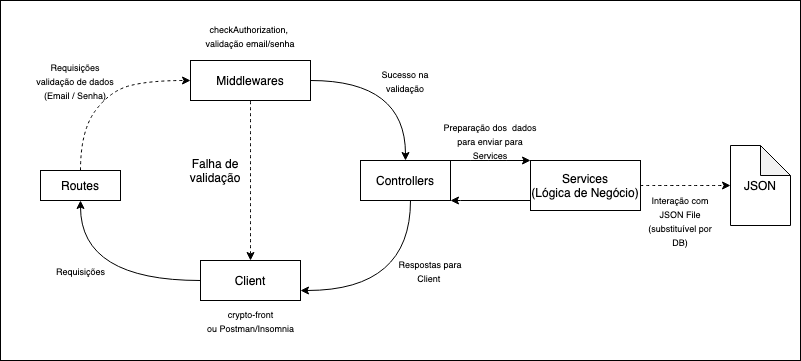 checkAuthorization,
validação email/senha
Requisições
validação de dados
(Email / Senha)
Middlewares
Sucesso na
validação
Preparação dos dados
para enviar para
Services
Falha de
validação
Routes
Controllers
Services
(Lógica de Negócio)
JSON
Interação com
JSON File
(substituível por
DB)
Requisições
Client
Respostas para
Client
crypto-front
ou Postman/Insomnia